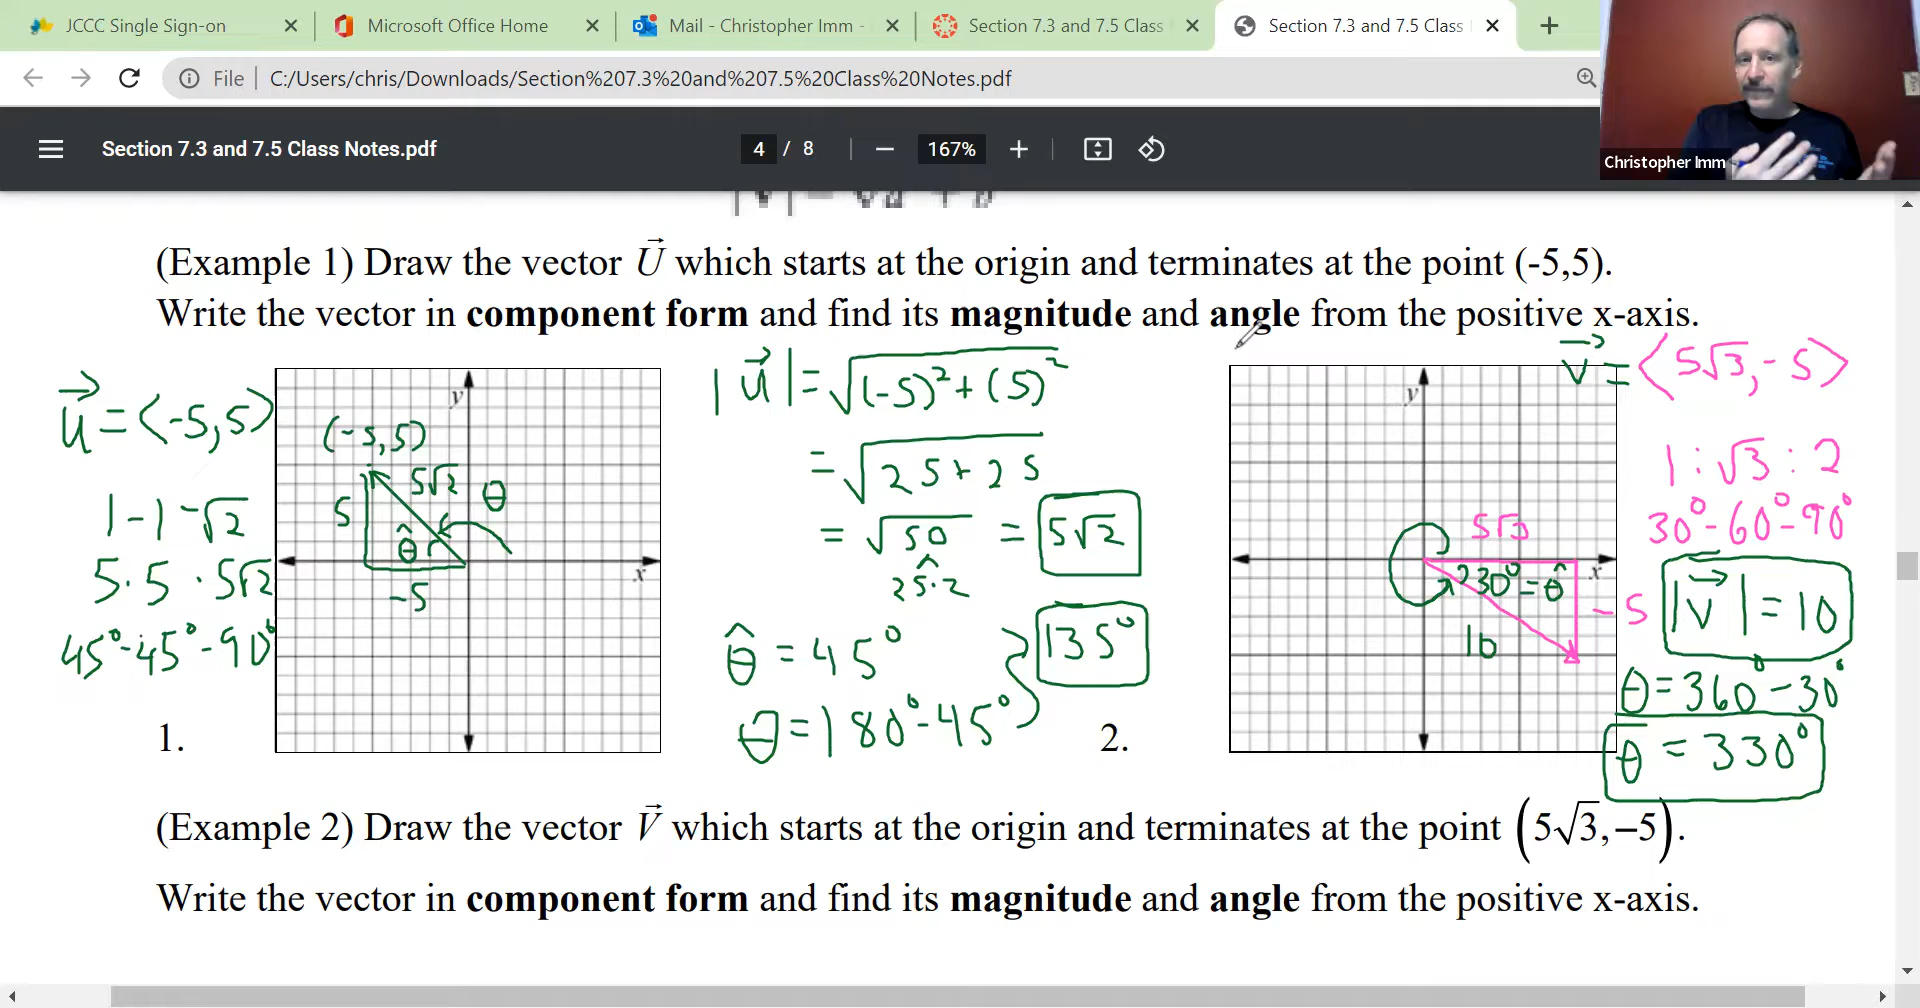 JCCC Single Sign-on
Microsoft Office Home
Mail - Christopher Imm -
Section 7.3 and 7.5 Class
Section 7.3 and 7.5 Class
File
C:/Users/chris/Downloads/Section%207.3%20and%207.5%20Class%20Notes.pdf
Christopher Imm
Section 7.3 and 7.5 Class Notes.pdf
4 / 8
167%
(Example 1) Draw the vector U⃗ which starts at the origin and terminates at the point (-5,5).
Write the vector in component form and find its magnitude and angle from the positive x-axis.
u⃗ = ⟨-5,5⟩
1-1-√2
5·5·5√2
45°-45°-90°
1.
y
(-5,5)
5√2
θ
5
θ̂
-5
x
|u⃗| = √(-5)²+(5)²
= √25+25
= √50 = 5√2
25·2
θ̂ = 45°
135°
θ = 180°-45°
2.
y
5√3
x
30° = θ̂
-5
10
v⃗ = ⟨5√3,-5⟩
1:√3:2
30°-60°-90°
|v⃗| = 10
θ = 360°-30°
θ = 330°
(Example 2) Draw the vector V⃗ which starts at the origin and terminates at the point (5√3,−5).
Write the vector in component form and find its magnitude and angle from the positive x-axis.